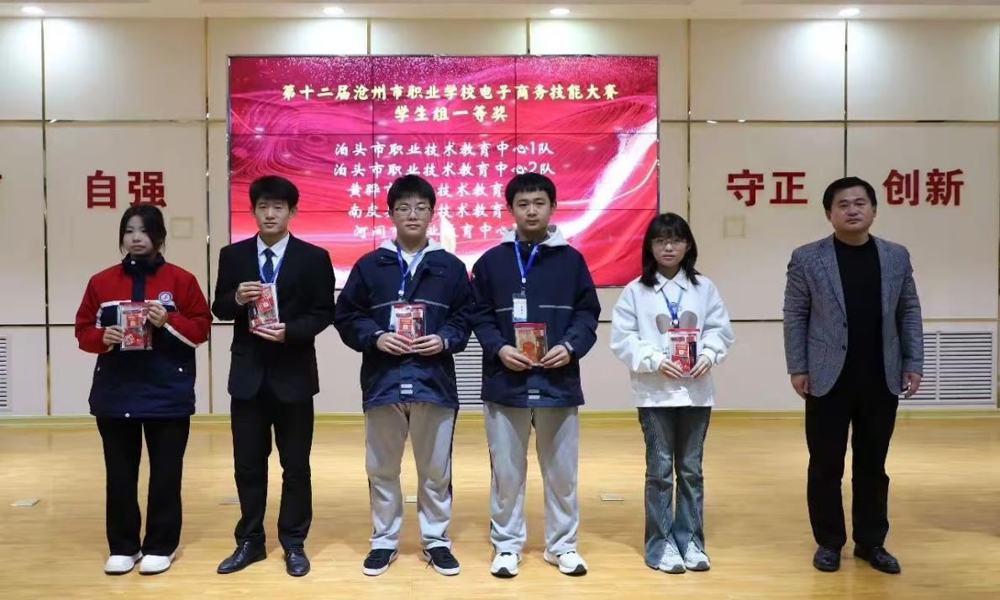 第十二届沧州市职业学校电子商务技能大赛
学生组一等奖
泊头市职业技术教育中心1队
泊头市职业技术教育中心2队
黄骅市 技术教育
南皮 技术教育
河间市 业 教育中心
自强
守正
创新